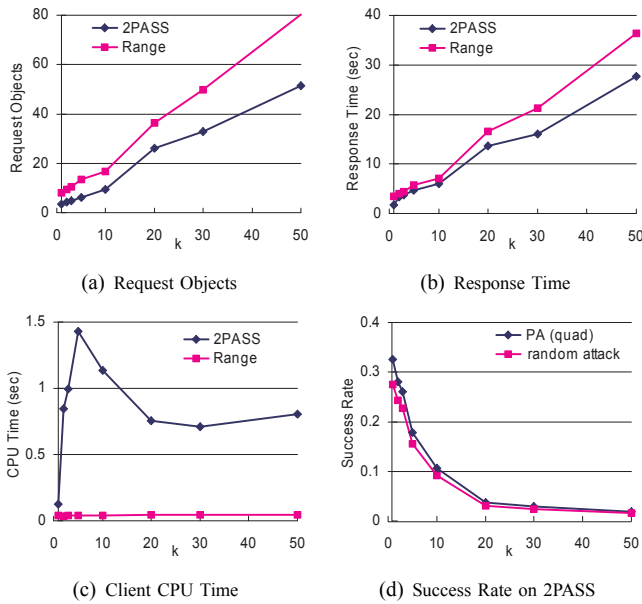 80
60
40
20
0
Request Objects
2PASS
Range
0 10 20 30 40 50
k
(a) Request Objects
40
30
20
10
0
Response Time (sec)
2PASS
Range
0 10 20 30 40 50
k
(b) Response Time
1.5
1
0.5
0
CPU Time (sec)
2PASS
Range
0 10 20 30 40 50
k
(c) Client CPU Time
0.4
0.3
0.2
0.1
0
Success Rate
PA (quad)
random attack
0 10 20 30 40 50
k
(d) Success Rate on 2PASS